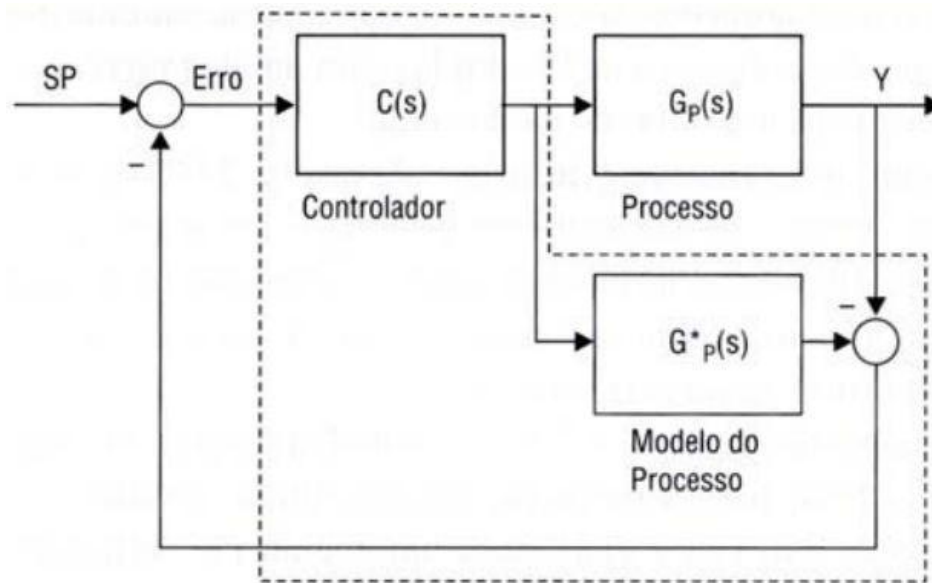 SP
Erro
C(s)
Gp(s)
Y
–
Controlador
Processo
–
G*p(s)
Modelo do
Processo